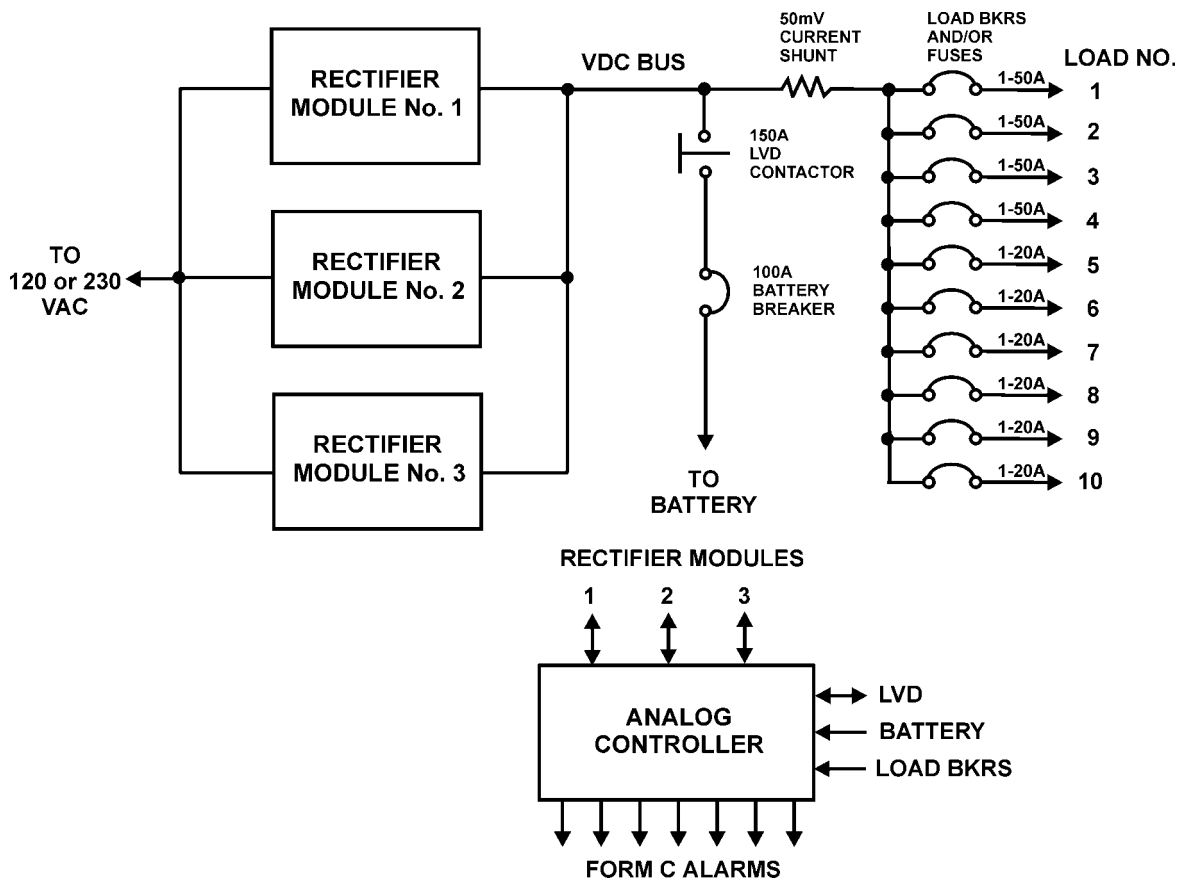 50mV
CURRENT
SHUNT
LOAD BKRS
AND/OR
FUSES
LOAD NO.
VDC BUS
RECTIFIER
MODULE No. 1
RECTIFIER
MODULE No. 2
RECTIFIER
MODULE No. 3
TO
120 or 230
VAC
150A
LVD
CONTACTOR
100A
BATTERY
BREAKER
TO
BATTERY
1-50A 1
1-50A 2
1-50A 3
1-50A 4
1-20A 5
1-20A 6
1-20A 7
1-20A 8
1-20A 9
1-20A 10
RECTIFIER MODULES
1 2 3
ANALOG
CONTROLLER
LVD
BATTERY
LOAD BKRS
FORM C ALARMS